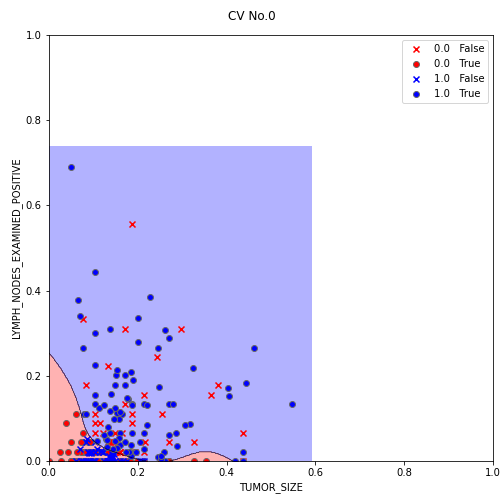 CV No.0
1.0
0.8
0.6
0.4
0.2
0.0
LYMPH_NODES_EXAMINED_POSITIVE
0.0 False
0.0 True
1.0 False
1.0 True
0.0 0.2 0.4 0.6 0.8 1.0
TUMOR_SIZE